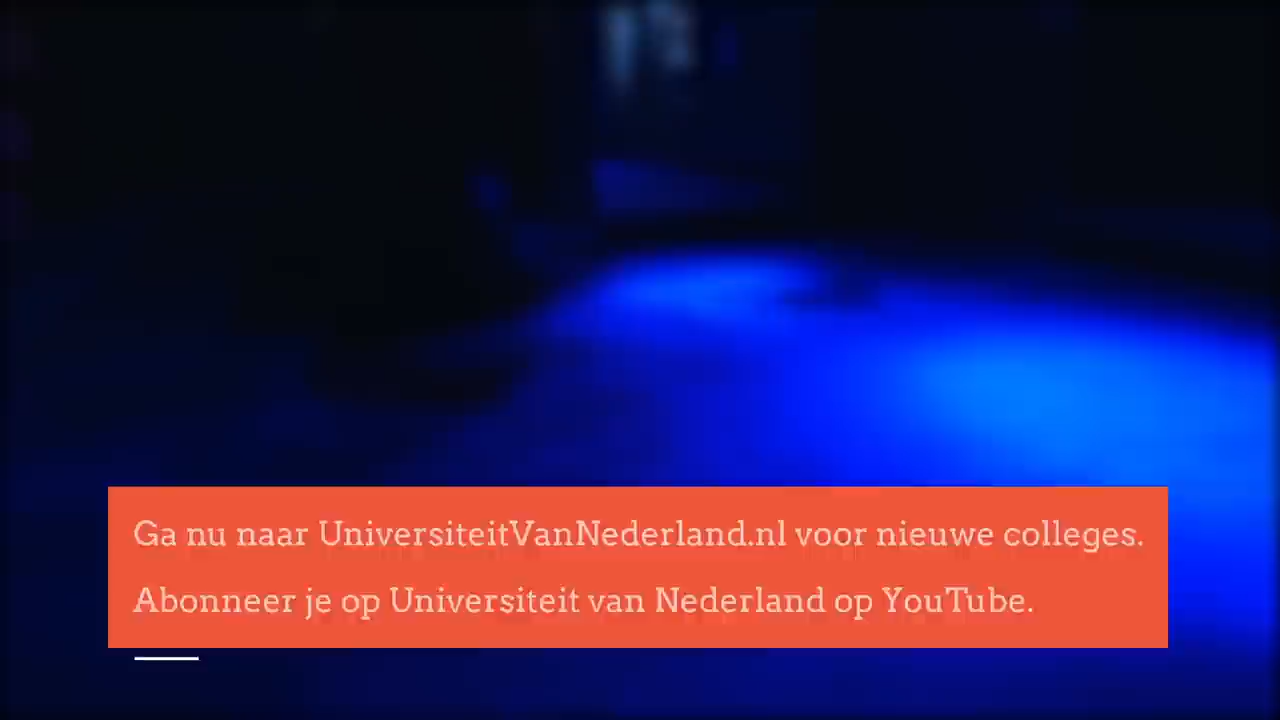 Ga nu naar UniversiteitVanNederland.nl voor nieuwe colleges.
Abonneer je op Universiteit van Nederland op YouTube.